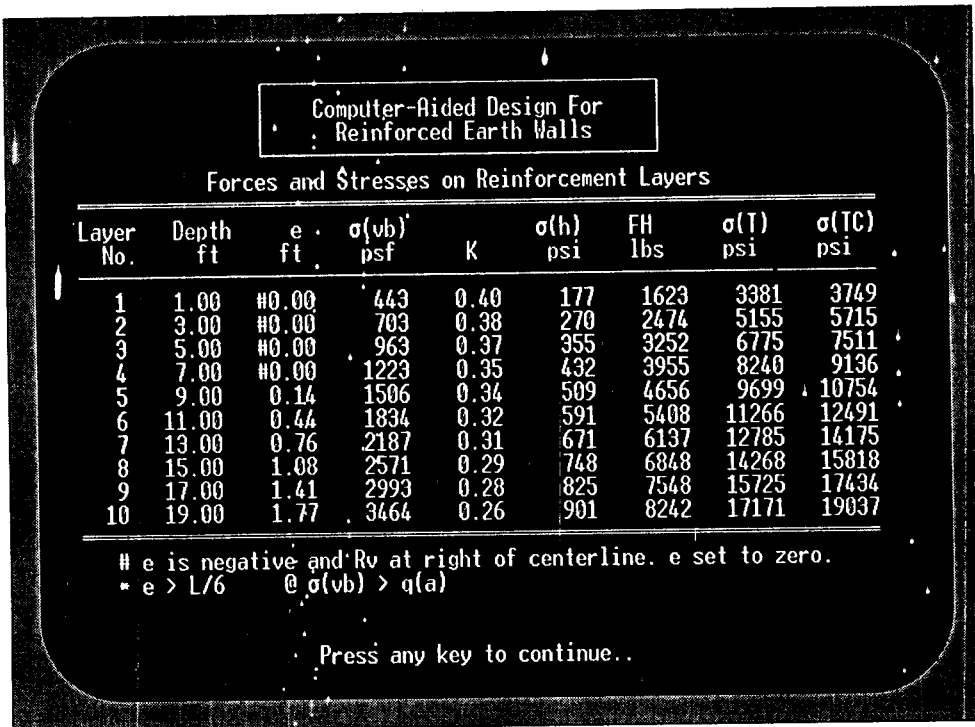 Computer-Aided Design For
Reinforced Earth Walls
Forces and Stresses on Reinforcement Layers
Layer Depth e σ(vb) σ(h) FH σ(T) σ(TC)
No. ft ft psf K psi lbs psi psi
1 1.00 #0.00 443 0.40 177 1623 3381 3749
2 3.00 #0.00 703 0.38 270 2474 5155 5715
3 5.00 #0.00 963 0.37 355 3252 6775 7511
4 7.00 #0.00 1223 0.35 432 3955 8240 9136
5 9.00 0.14 1506 0.34 509 4656 9699 10754
6 11.00 0.44 1834 0.32 591 5408 11266 12491
7 13.00 0.76 2187 0.31 671 6137 12785 14175
8 15.00 1.08 2571 0.29 748 6848 14268 15818
9 17.00 1.41 2993 0.28 825 7548 15725 17434
10 19.00 1.77 3464 0.26 901 8242 17171 19037
# e is negative and Rv at right of centerline. e set to zero.
* e > L/6 @ σ(vb) > q(a)
Press any key to continue..